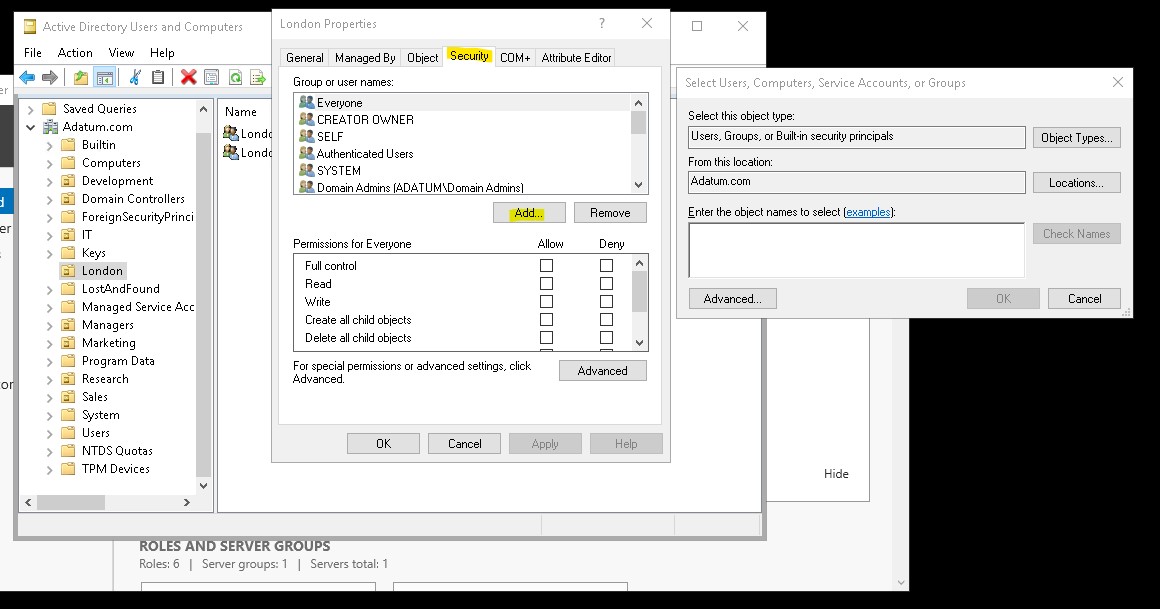 Active Directory Users and Computers
File Action View Help
Saved Queries
Adatum.com
Builtin
Computers
Development
Domain Controllers
ForeignSecurityPrinci
IT
Keys
London
LostAndFound
Managed Service Acc
Managers
Marketing
Program Data
Research
Sales
System
Users
NTDS Quotas
TPM Devices
Name
Lond
Lond
London Properties
?
General Managed By Object Security COM+ Attribute Editor
Group or user names:
Everyone
CREATOR OWNER
SELF
Authenticated Users
SYSTEM
Domain Admins (ADATUM\Domain Admins)
Add... Remove
Permissions for Everyone Allow Deny
Full control
Read
Write
Create all child objects
Delete all child objects
For special permissions or advanced settings, click
Advanced.
Advanced
OK Cancel Apply Help
Select Users, Computers, Service Accounts, or Groups
Select this object type:
Users, Groups, or Built-in security principals
Object Types...
From this location:
Adatum.com
Locations...
Enter the object names to select (examples):
Check Names
Advanced... OK Cancel
Hide
ROLES AND SERVER GROUPS
Roles: 6 | Server groups: 1 | Servers total: 1